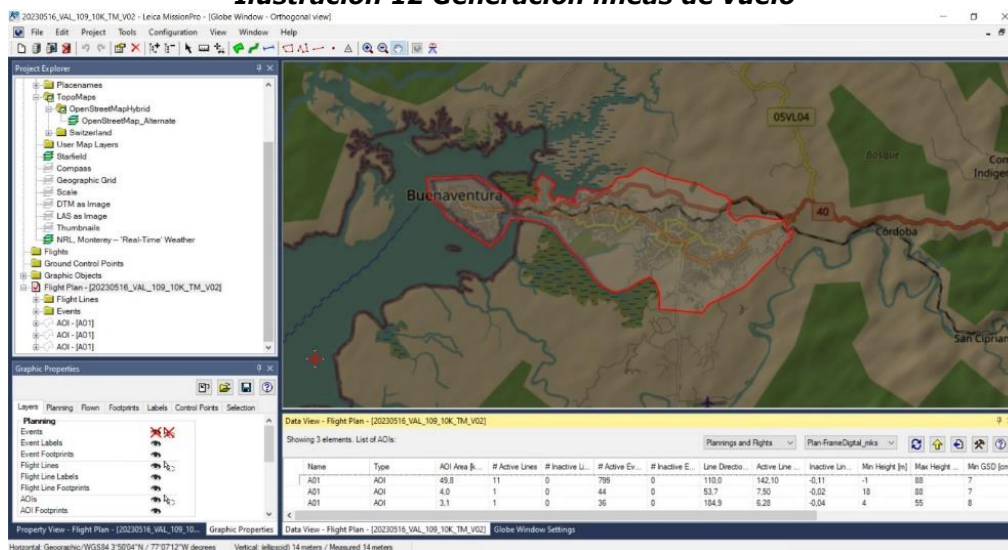 Ilustración 12 Generación líneas de vuelo
20230516_VAL_109_10K_TM_V02 - Leica MissionPro - [Globe Window - Orthogonal view]
File Edit Project Tools Configuration View Window Help
Project Explorer
Placenames
TopoMaps
OpenStreetMapHybrid
OpenStreetMap_Alternate
Switzerland
User Map Layers
Starfield
Compass
Geographic Grid
Scale
DTM as Image
LAS as Image
Thumbnails
NRL, Monterey -- 'Real-Time' Weather
Flights
Ground Control Points
Graphic Objects
Flight Plan - [20230516_VAL_109_10K_TM_V02]
Flight Lines
Events
AOI - [A01]
AOI - [A01]
AOI - [A01]
05VL04
Bosque
Com
Indíger
Buenaventura
40
Córdoba
San Ciprian
Graphic Properties
Layers Planning Flown Footprints Labels Control Points Selection
Planning
Events
Event Labels
Event Footprints
Flight Lines
Flight Line Labels
Flight Line Footprints
AOIs
AOI Footprints
Property View - Flight Plan - [20230516_VAL_109_10... Graphic Properties
Data View - Flight Plan - [20230516_VAL_109_10K_TM_V02]
Showing 3 elements. List of AOIs:
Plannings and Flights Plan-FrameDigital_mks
Name Type AOI Area [k... # Active Lines # Inactive Li... # Active Ev... # Inactive E... Line Directio... Active Line ... Inactive Lin... Min Height [m] Max Height ... Min GSD [cm
A01 AOI 49,8 11 0 799 0 110,0 142,10 -0,11 -1 88 7
A01 AOI 4,0 1 0 44 0 53,7 7,50 -0,02 18 88 7
A01 AOI 3,1 1 0 36 0 184,9 6,28 -0,04 4 55 8
Data View - Flight Plan - [20230516_VAL_109_10K_TM_V02] Globe Window Settings
Horizontal: Geographic/WGS84 3°50'04"N / 77°07'12"W degrees Vertical: (ellipsoid) 14 meters / Measured 14 meters